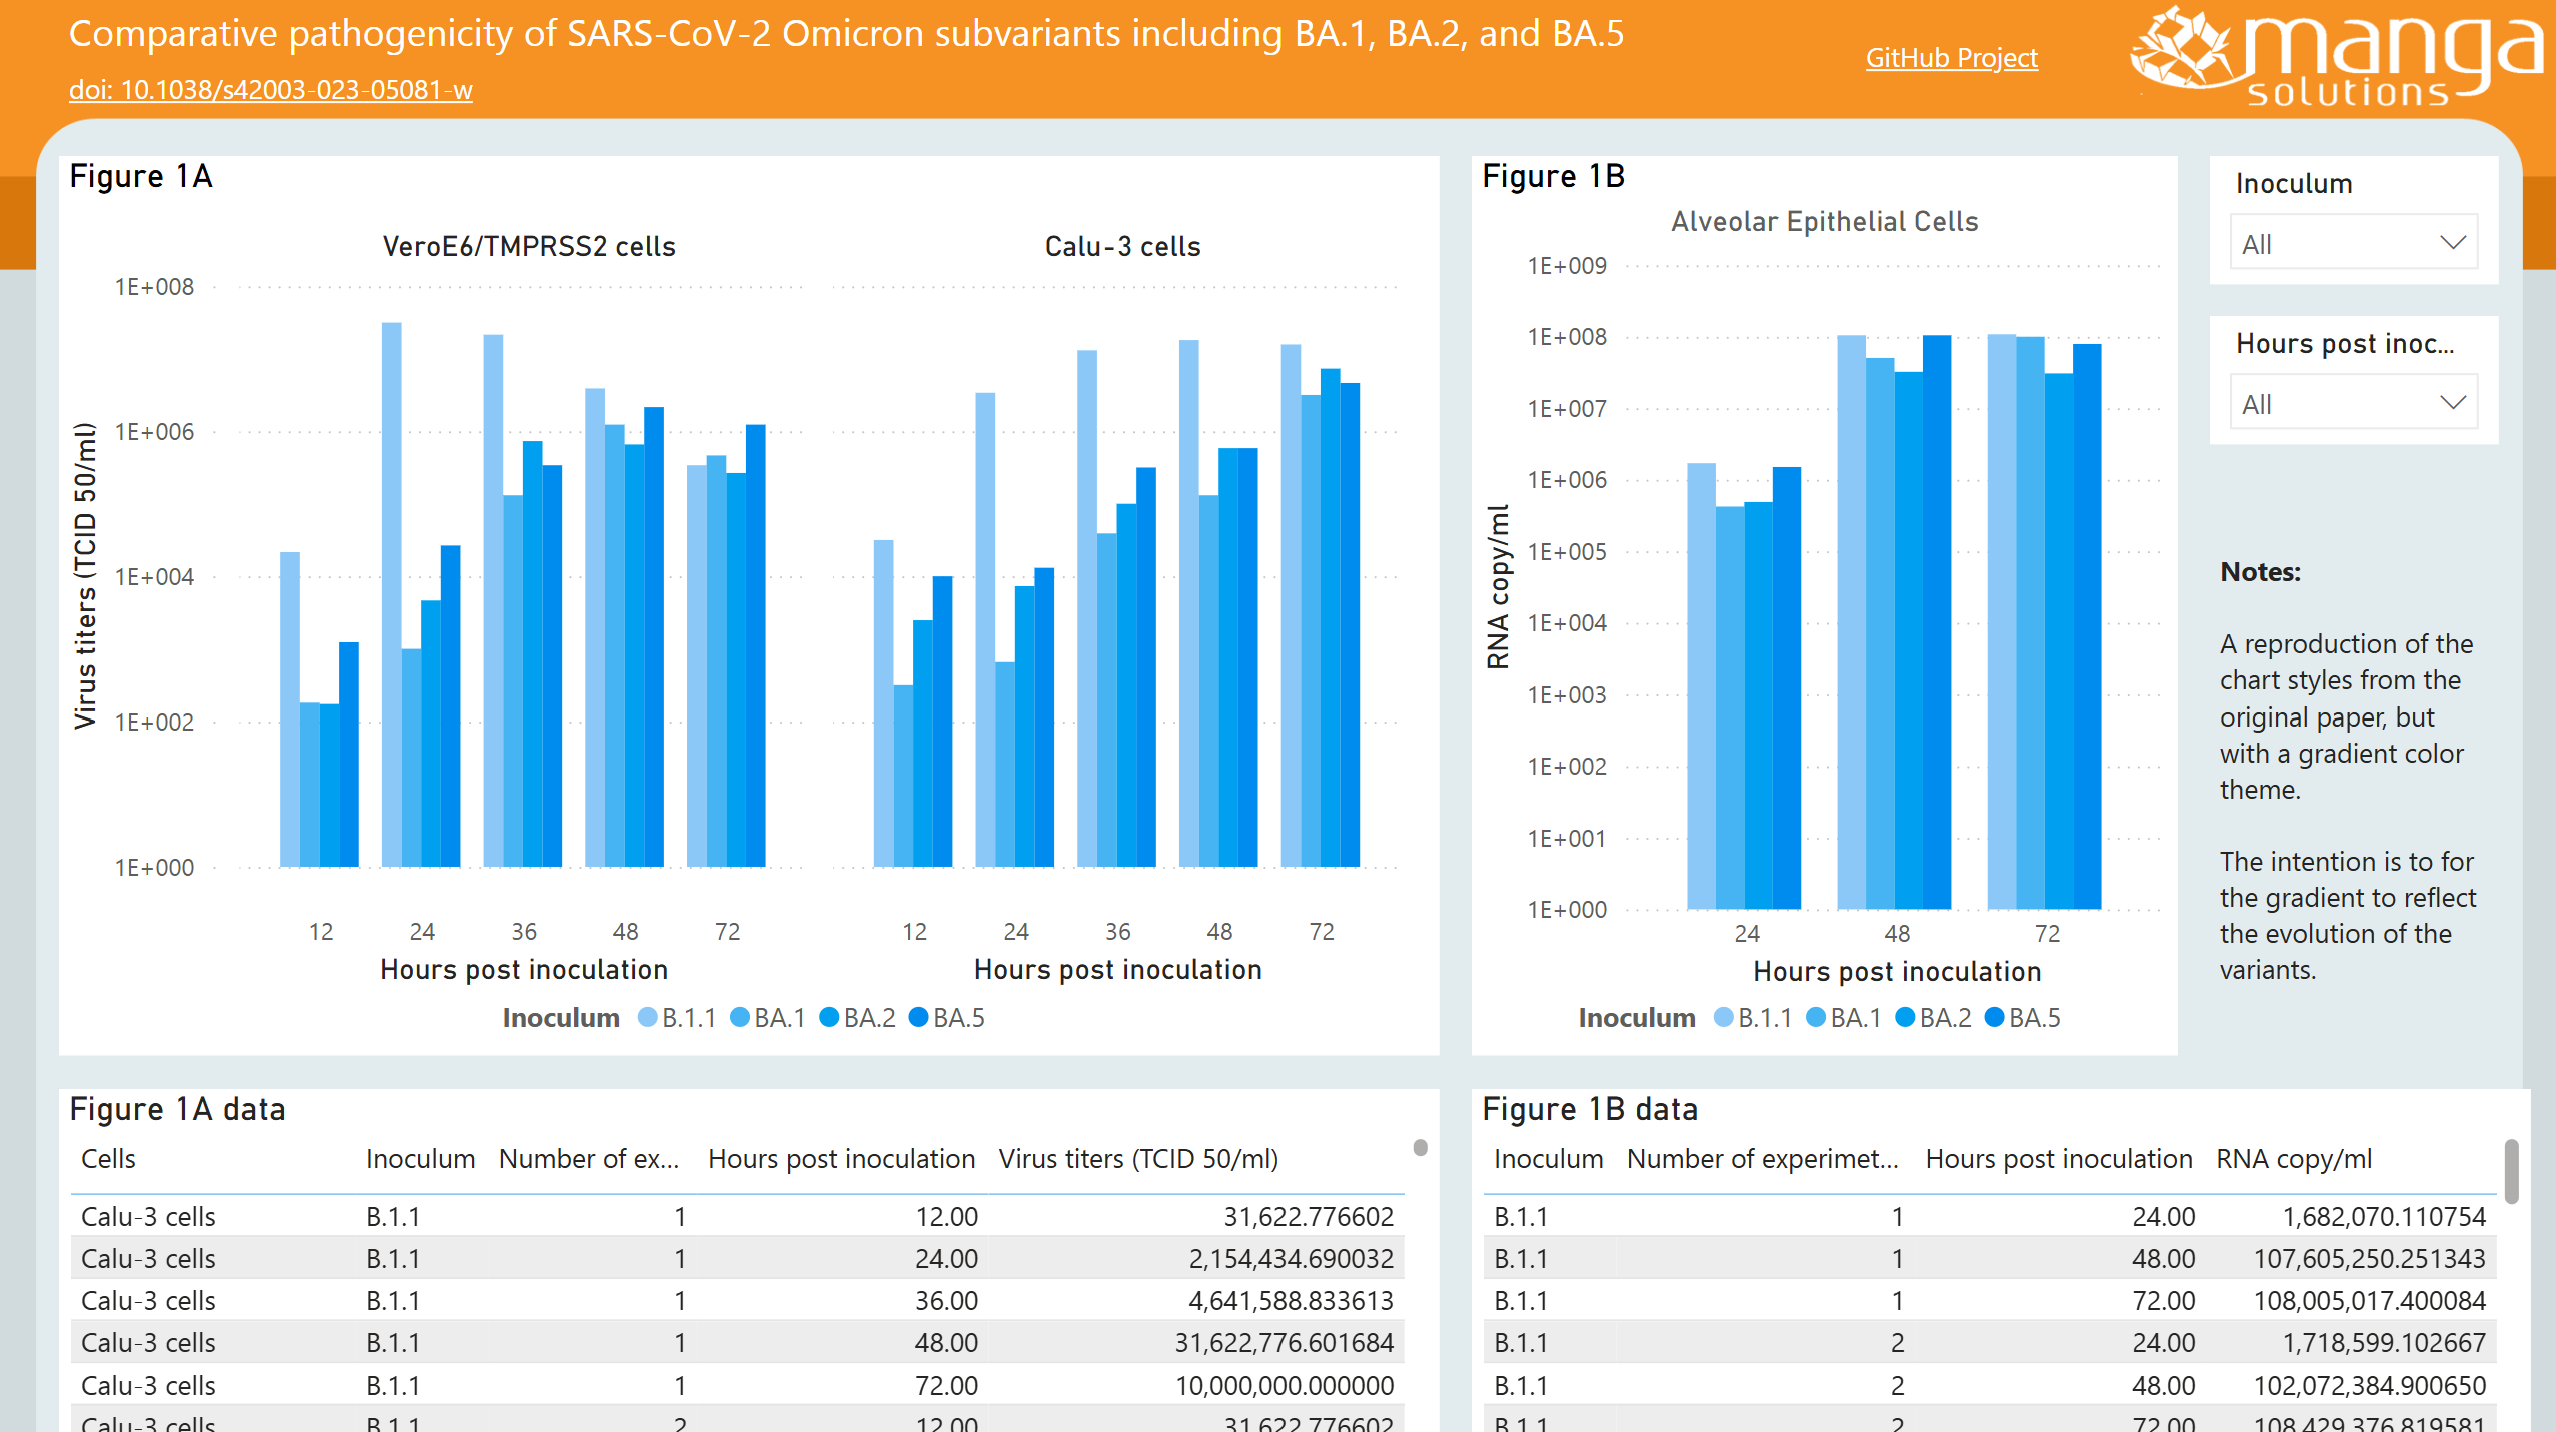 Comparative pathogenicity of SARS-CoV-2 Omicron subvariants including BA.1, BA.2, and BA.5
doi: 10.1038/s42003-023-05081-w
GitHub Project
manga
solutions
Figure 1A
VeroE6/TMPRSS2 cells
Calu-3 cells
1E+008
1E+006
1E+004
1E+002
1E+000
Virus titers (TCID 50/ml)
12 24 36 48 72
12 24 36 48 72
Hours post inoculation
Hours post inoculation
Inoculum B.1.1 BA.1 BA.2 BA.5
Figure 1B
Alveolar Epithelial Cells
1E+009
1E+008
1E+007
1E+006
1E+005
1E+004
1E+003
1E+002
1E+001
1E+000
RNA copy/ml
24 48 72
Hours post inoculation
Inoculum B.1.1 BA.1 BA.2 BA.5
Inoculum
All
Hours post inoc...
All
Notes:
A reproduction of the
chart styles from the
original paper, but
with a gradient color
theme.
The intention is to for
the gradient to reflect
the evolution of the
variants.
Figure 1A data
Cells Inoculum Number of ex... Hours post inoculation Virus titers (TCID 50/ml)
Calu-3 cells B.1.1 1 12.00 31,622.776602
Calu-3 cells B.1.1 1 24.00 2,154,434.690032
Calu-3 cells B.1.1 1 36.00 4,641,588.833613
Calu-3 cells B.1.1 1 48.00 31,622,776.601684
Calu-3 cells B.1.1 1 72.00 10,000,000.000000
Calu-3 cells B.1.1 2 12.00 31,622.776602
Figure 1B data
Inoculum Number of experimet... Hours post inoculation RNA copy/ml
B.1.1 1 24.00 1,682,070.110754
B.1.1 1 48.00 107,605,250.251343
B.1.1 1 72.00 108,005,017.400084
B.1.1 2 24.00 1,718,599.102667
B.1.1 2 48.00 102,072,384.900650
B.1.1 2 72.00 108,429,376.819581